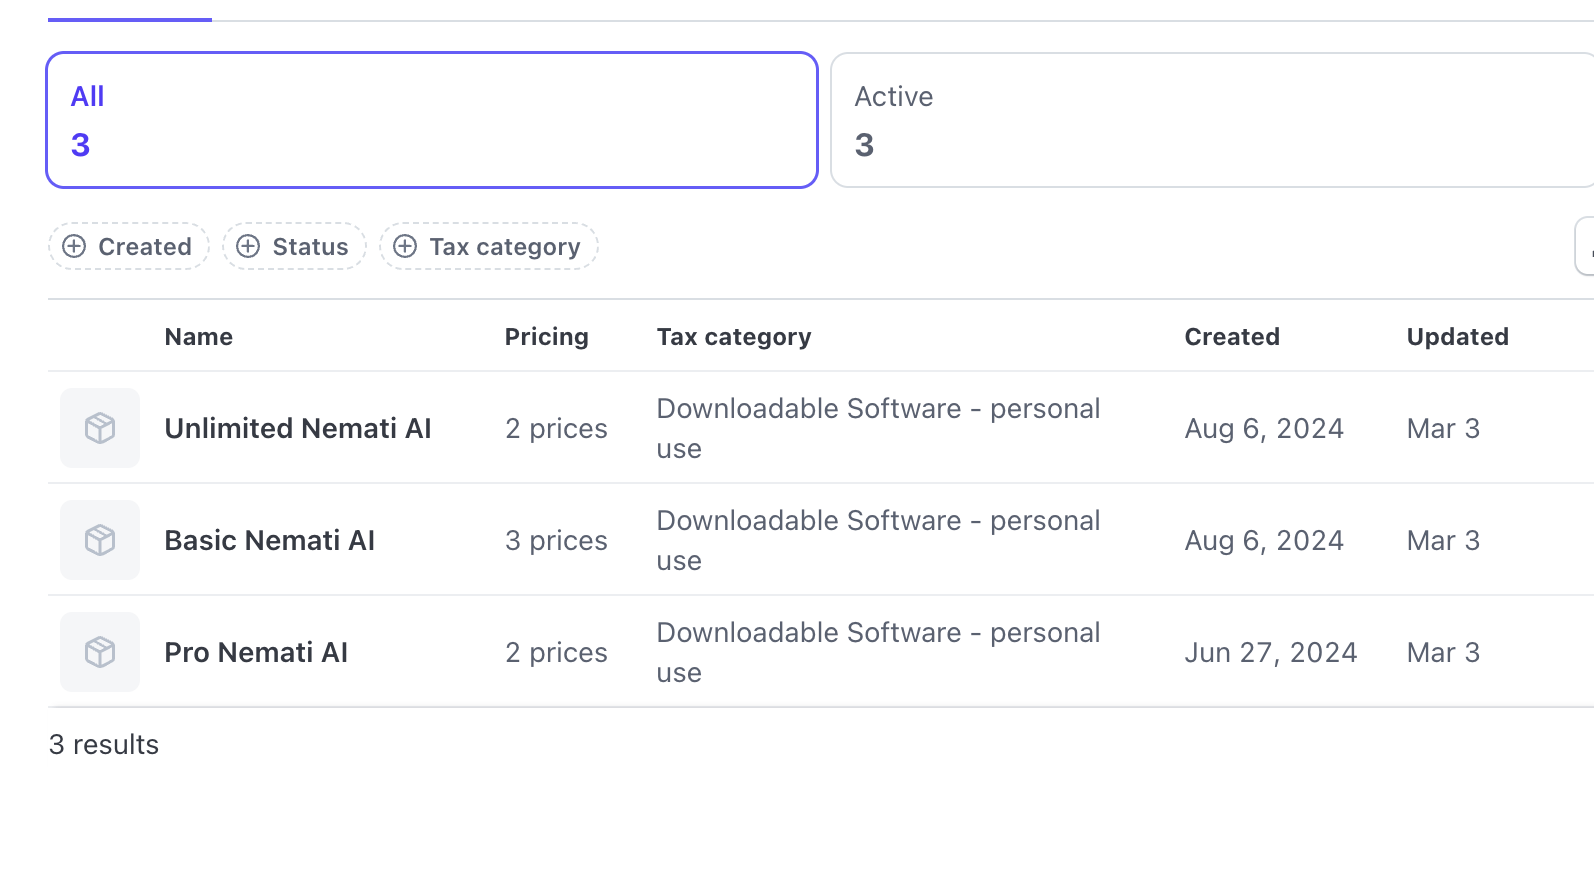 All
3
Active
3
Created
Status
Tax category
Name Pricing Tax category Created Updated
Unlimited Nemati AI 2 prices Downloadable Software - personal use Aug 6, 2024 Mar 3
Basic Nemati AI 3 prices Downloadable Software - personal use Aug 6, 2024 Mar 3
Pro Nemati AI 2 prices Downloadable Software - personal use Jun 27, 2024 Mar 3
3 results